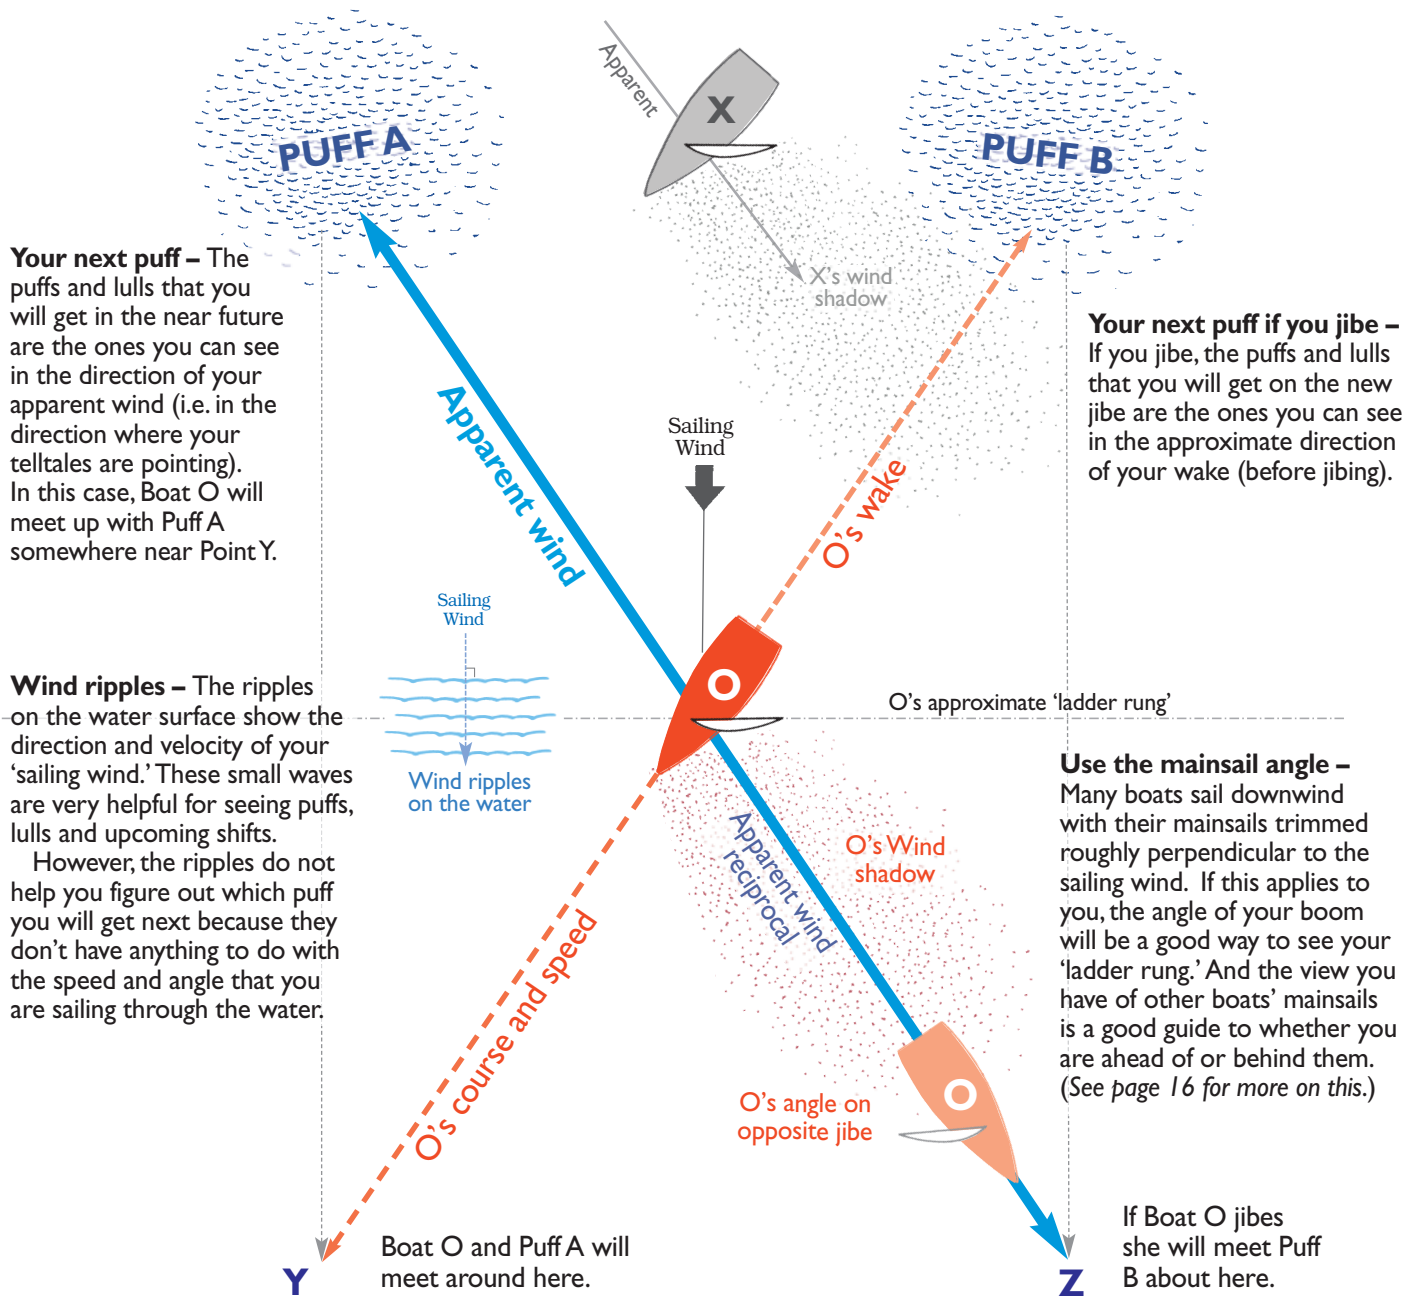 PUFF A
Apparent
X
PUFF B
X's wind
shadow
Your next puff – The
puffs and lulls that you
will get in the near future
are the ones you can see
in the direction of your
apparent wind (i.e. in the
direction where your
telltales are pointing).
In this case, Boat O will
meet up with Puff A
somewhere near Point Y.
Your next puff if you jibe –
If you jibe, the puffs and lulls
that you will get on the new
jibe are the ones you can see
in the approximate direction
of your wake (before jibing).
Apparent wind
Sailing
Wind
O's wake
Sailing
Wind
Wind ripples
on the water
O
O's approximate ‘ladder rung’
Wind ripples – The ripples
on the water surface show the
direction and velocity of your
‘sailing wind.’ These small waves
are very helpful for seeing puffs,
lulls and upcoming shifts.
However, the ripples do not
help you figure out which puff
you will get next because they
don't have anything to do with
the speed and angle that you
are sailing through the water.
Use the mainsail angle –
Many boats sail downwind
with their mainsails trimmed
roughly perpendicular to the
sailing wind. If this applies to
you, the angle of your boom
will be a good way to see your
‘ladder rung.’ And the view you
have of other boats' mainsails
is a good guide to whether you
are ahead of or behind them.
(See page 16 for more on this.)
Apparent wind
reciprocal
O's Wind
shadow
O's course and speed
O's angle on
opposite jibe
O
Y
Boat O and Puff A will
meet around here.
Z
If Boat O jibes
she will meet Puff
B about here.